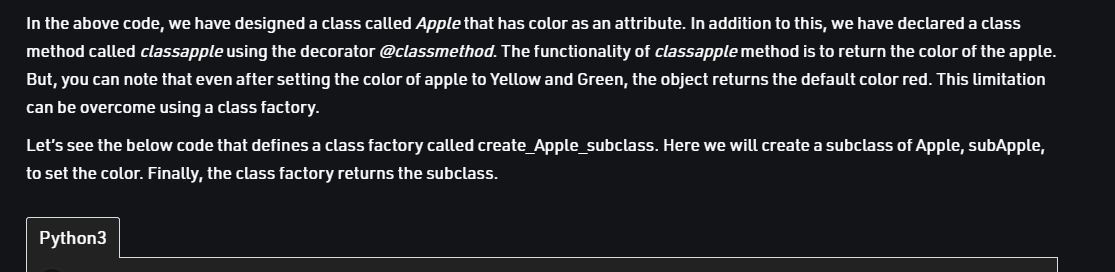 In the above code, we have designed a class called Apple that has color as an attribute. In addition to this, we have declared a class
method called classapple using the decorator @classmethod. The functionality of classapple method is to return the color of the apple.
But, you can note that even after setting the color of apple to Yellow and Green, the object returns the default color red. This limitation
can be overcome using a class factory.
Let's see the below code that defines a class factory called create_Apple_subclass. Here we will create a subclass of Apple, subApple,
to set the color. Finally, the class factory returns the subclass.
Python3